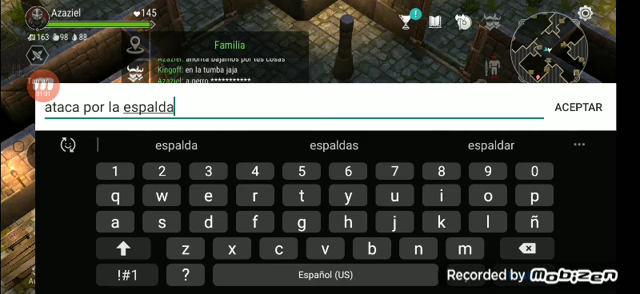 Azaziel
145
163 98 88
Familia
Azaziel: ahorita bajamos por tus cosas
Kingoff: en la tumba jaja
Azaziel: a perro ***********
01:01
ataca por la espalda
ACEPTAR
espalda espaldas espaldar
1 2 3 4 5 6 7 8 9 0
q w e r t y u i o p
a s d f g h j k l ñ
z x c v b n m
!#1 ? Español (US)
Recorded by Mobizen